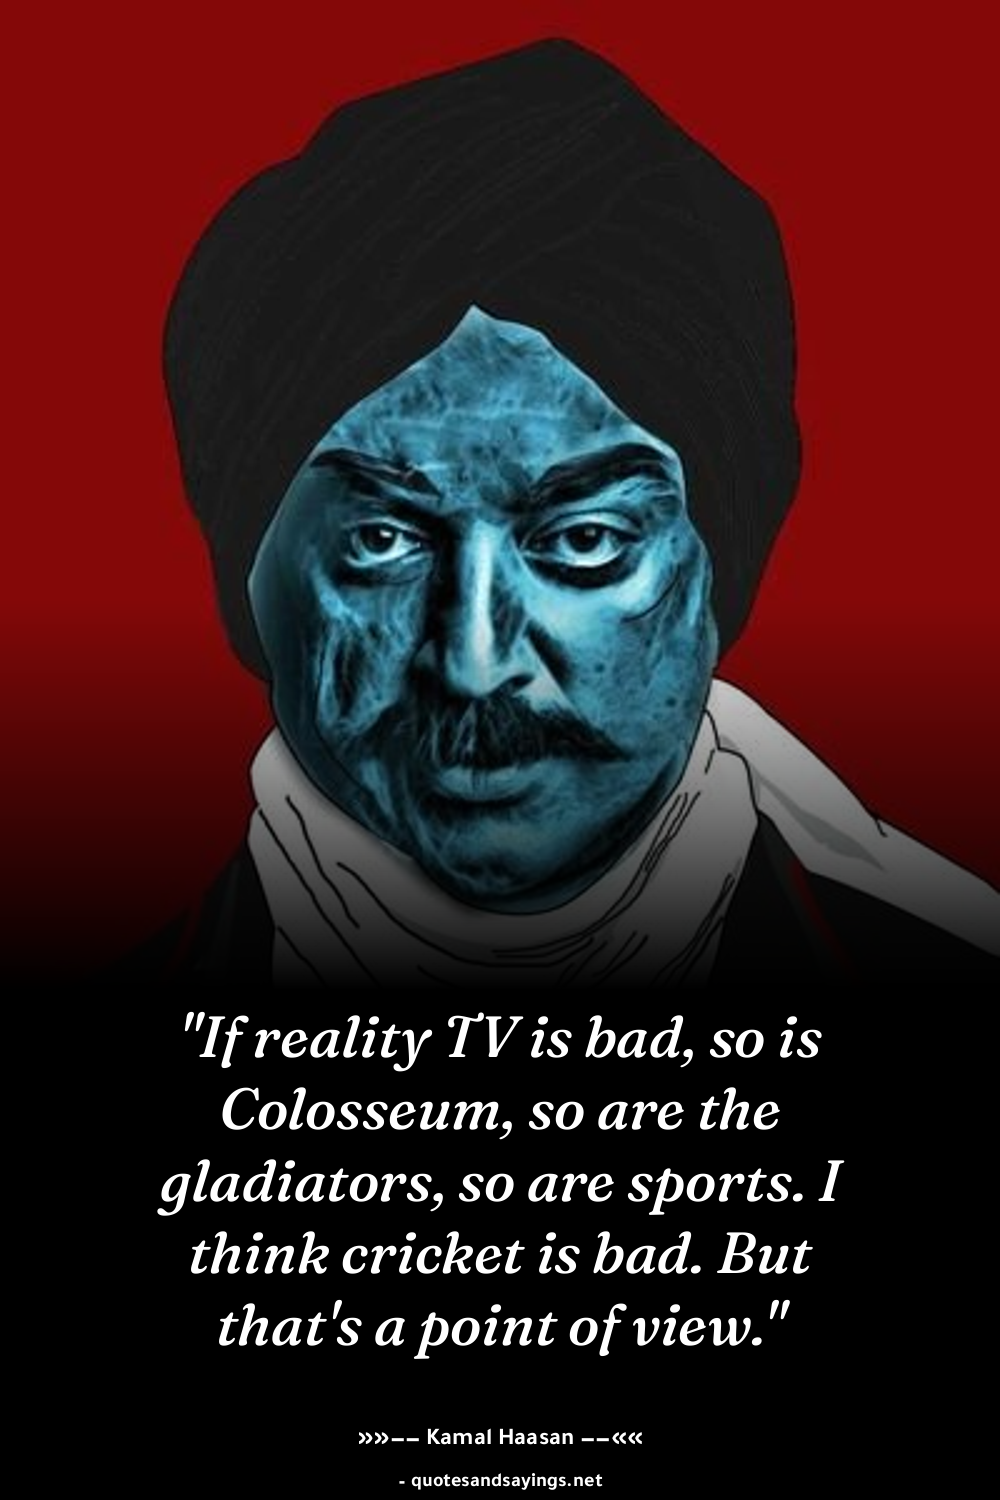 "If reality TV is bad, so is
Colosseum, so are the
gladiators, so are sports. I
think cricket is bad. But
that's a point of view."
»»−− Kamal Haasan −−««
- quotesandsayings.net